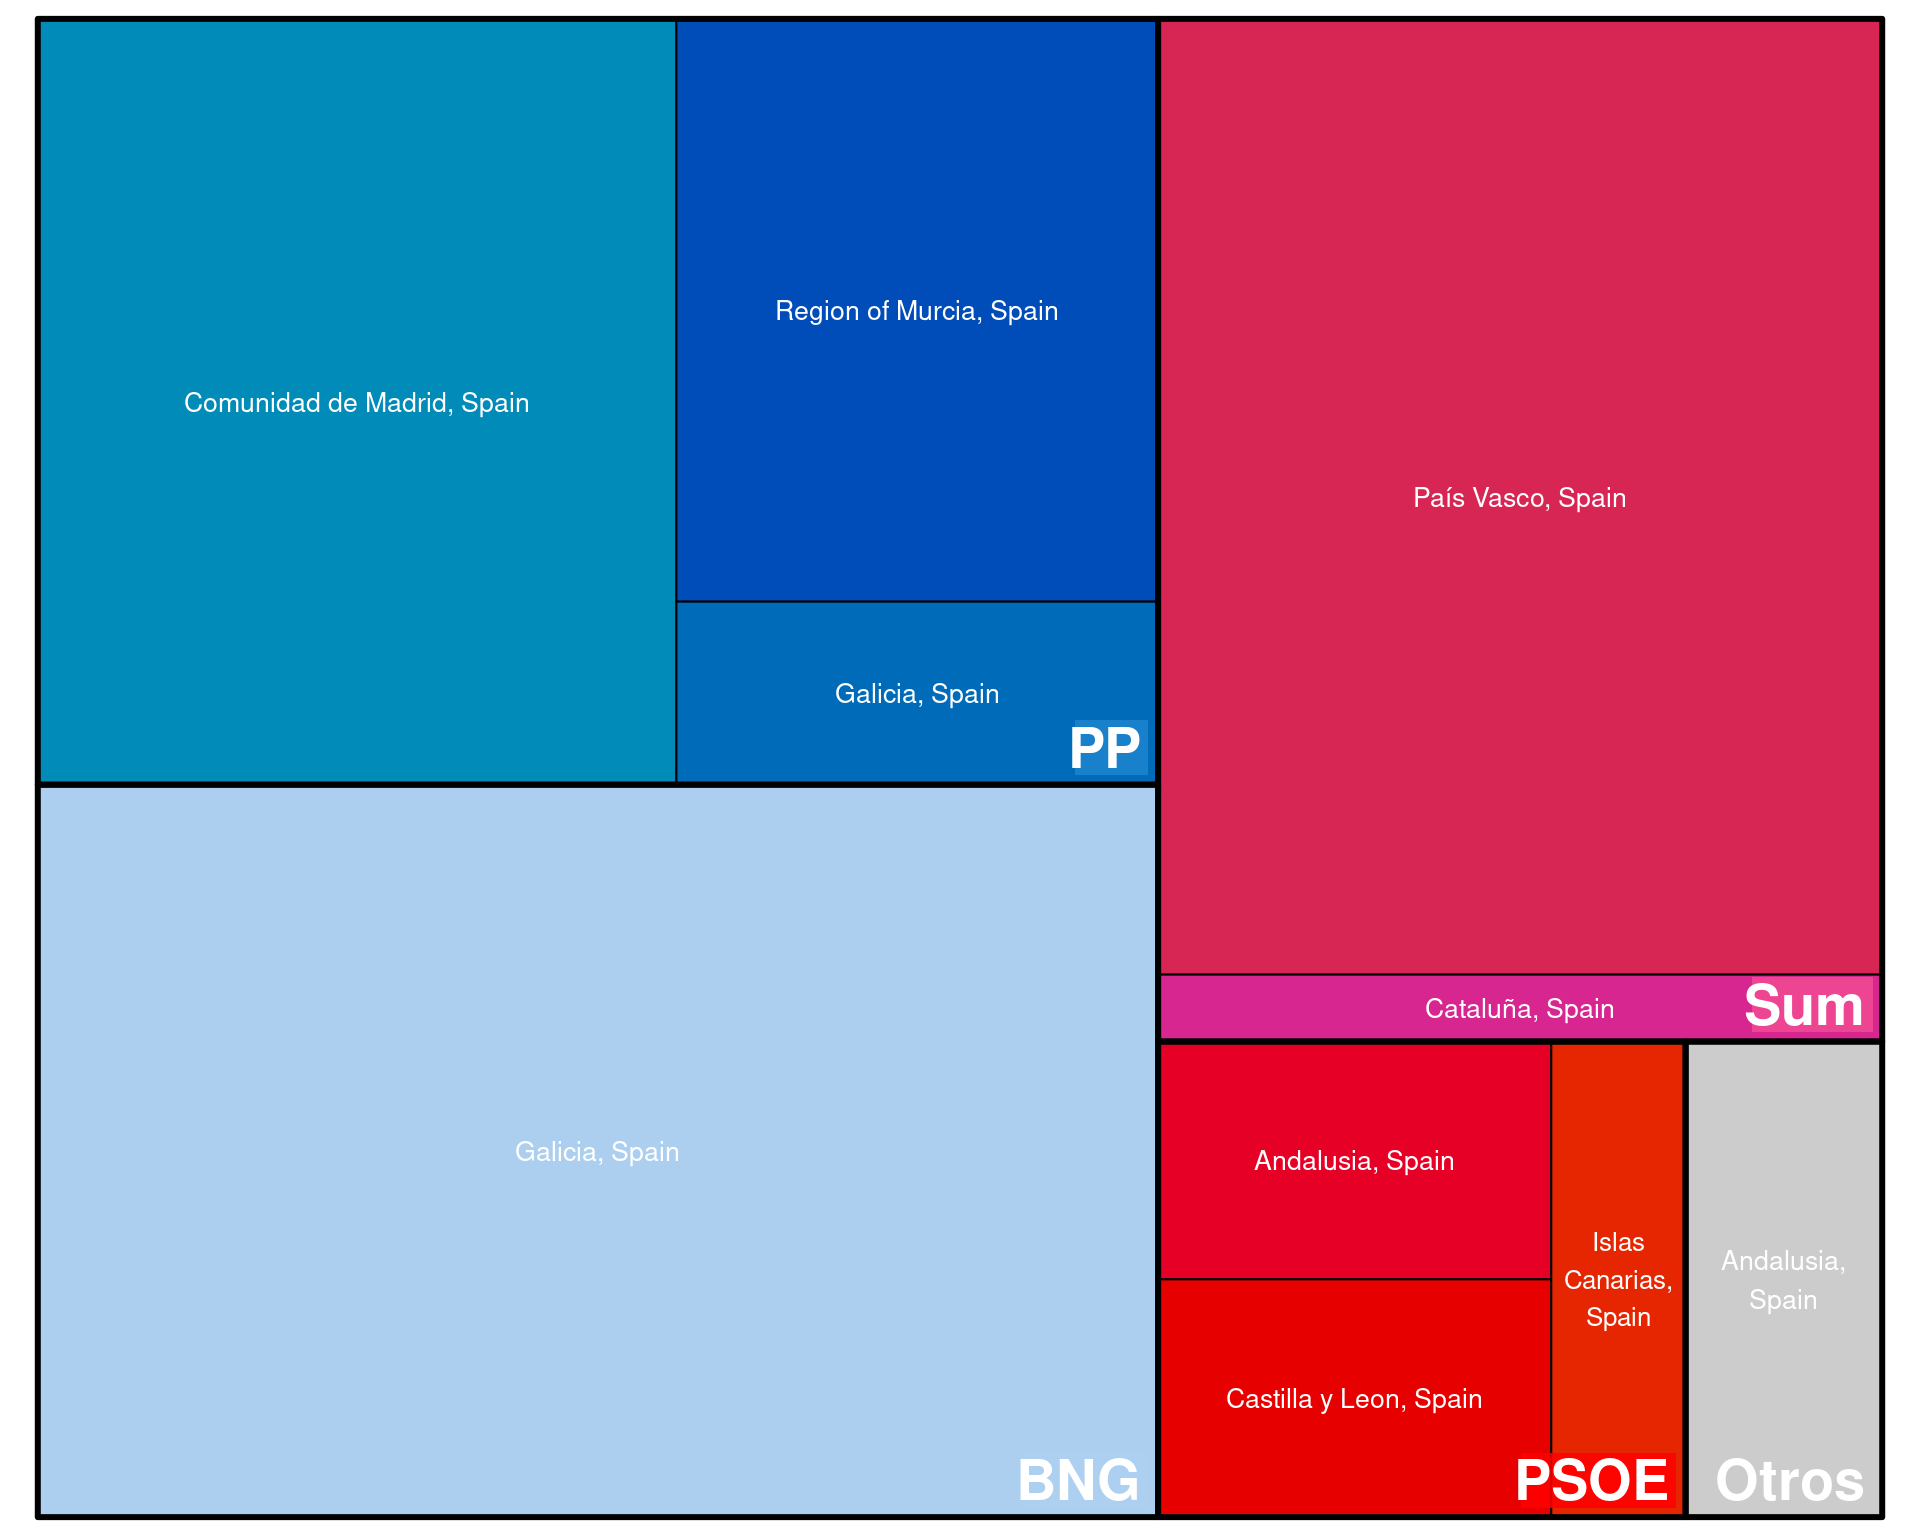 Comunidad de Madrid, Spain
Region of Murcia, Spain
Galicia, Spain
PP
País Vasco, Spain
Cataluña, Spain
Sum
Galicia, Spain
BNG
Andalusia, Spain
Castilla y Leon, Spain
Islas
Canarias,
Spain
PSOE
Andalusia,
Spain
Otros